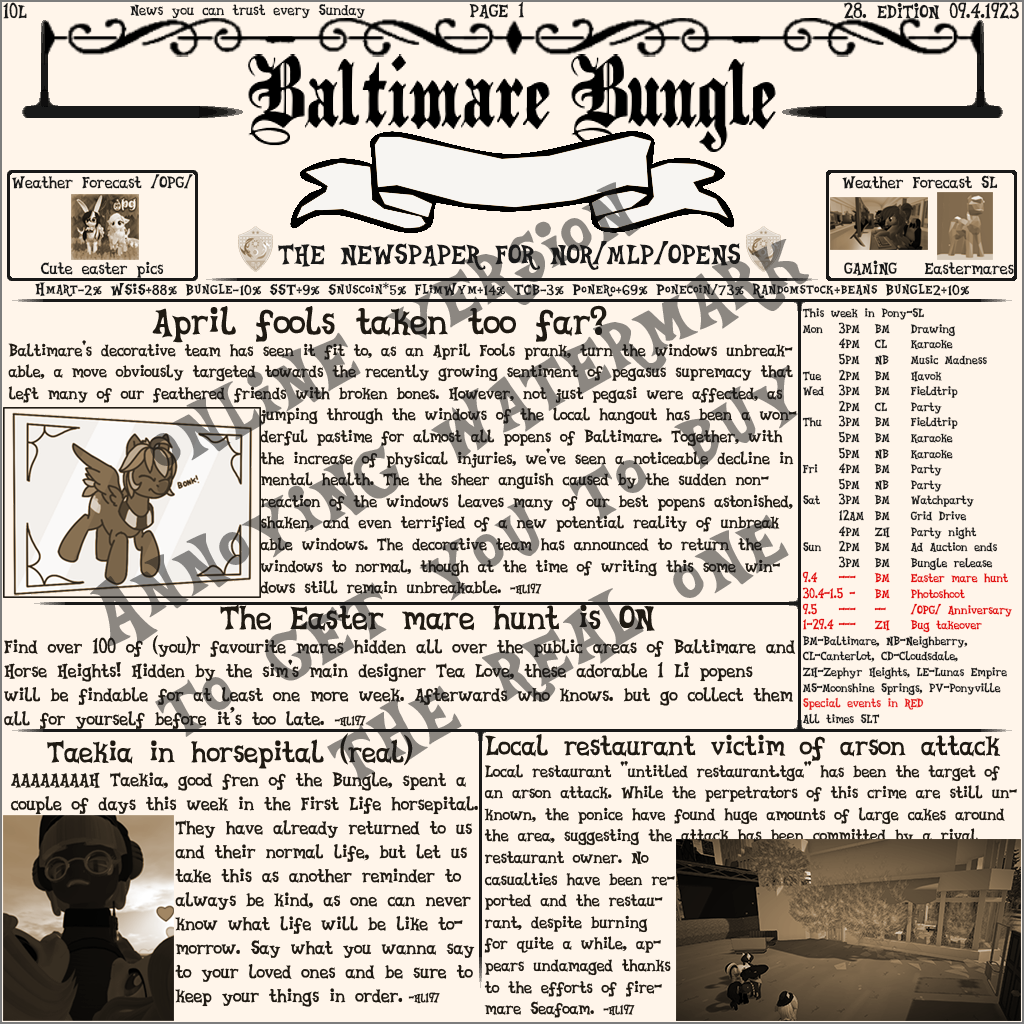 10L News you can trust every Sunday PAGE 1 28. EDITION 09.4.1923
Baltimare Bungle
Weather Forecast /OPG/
opg
Cute easter pics
THE NEWSPAPER FOR NOR/MLP/OPENS
Weather Forecast SL
GAMING Eastermares
HMART-2% WSIS+88% BUNGLE-10% SST+9% SNUSCOIN*5% FLIMWYM+14% TCB-3% PONERO+69% PONECOIN/73% RANDOMSTOCK+BEANS BUNGLE2+10%
April fools taken too far?
Baltimare's decorative team has seen it fit to, as an April Fools prank, turn the windows unbreak-
able, a move obviously targeted towards the recently growing sentiment of pegasus supremacy that
left many of our feathered friends with broken bones. However, not just pegasi were affected, as
jumping through the windows of the local hangout has been a won-
derful pastime for almost all popens of Baltimare. Together, with
the increase of physical injuries, we've seen a noticeable decline in
mental health. The the sheer anguish caused by the sudden non-
reaction of the windows leaves many of our best popens astonished,
shaken, and even terrified of a new potential reality of unbreak
able windows. The decorative team has announced to return the
windows to normal, though at the time of writing this some win-
dows still remain unbreakable. -HL197
BONK!
The Easter mare hunt is ON
Find over 100 of (you)r favourite mares hidden all over the public areas of Baltimare and
Horse Heights! Hidden by the sim's main designer Tea Love, these adorable 1 Li popens
will be findable for at least one more week. Afterwards who knows. but go collect them
all for yourself before it's too late. -HL197
This week in Pony-SL
Mon 3PM BM Drawing
4PM CL Karaoke
5PM NB Music Madness
Tue 2PM BM Havok
Wed 3PM BM Fieldtrip
2PM CL Party
Thu 3PM BM Fieldtrip
5PM BM Karaoke
5PM NB Karaoke
Fri 4PM BM Party
5PM NB Party
Sat 3PM BM Watchparty
12AM BM Grid Drive
4PM ZH Party night
Sun 2PM BM Ad Auction ends
3PM BM Bungle release
9.4 --- BM Easter mare hunt
30.4-1.5 - BM Photoshoot
9.5 --- -- /OPG/ Anniversary
1-29.4 --- ZH Bug takeover
BM-Baltimare, NB-Neighberry,
CL-Canterlot, CD-Cloudsdale,
ZH-Zephyr Heights, LE-Lunas Empire
MS-Moonshine Springs, PV-Ponyville
Special events in RED
All times SLT
Taekia in horsepital (real)
AAAAAAAAH Taekia, good fren of the Bungle, spent a
couple of days this week in the First Life horsepital.
They have already returned to us
and their normal life, but let us
take this as another reminder to
always be kind, as one can never
know what life will be like to-
morrow. Say what you wanna say
to your loved ones and be sure to
keep your things in order. -HL197
Local restaurant victim of arson attack
Local restaurant "untitled restaurant.tga" has been the target of
an arson attack. While the perpetrators of this crime are still un-
known, the ponice have found huge amounts of large cakes around
the area, suggesting the attack has been committed by a rival
restaurant owner. No
casualties have been re-
ported and the restau-
rant, despite burning
for quite a while, ap-
pears undamaged thanks
to the efforts of fire-
mare Seafoam. -HL197
ONLINE VERSION
ANNOYING WATERMARK
TO GET YOU TO BUY
THE REAL ONE